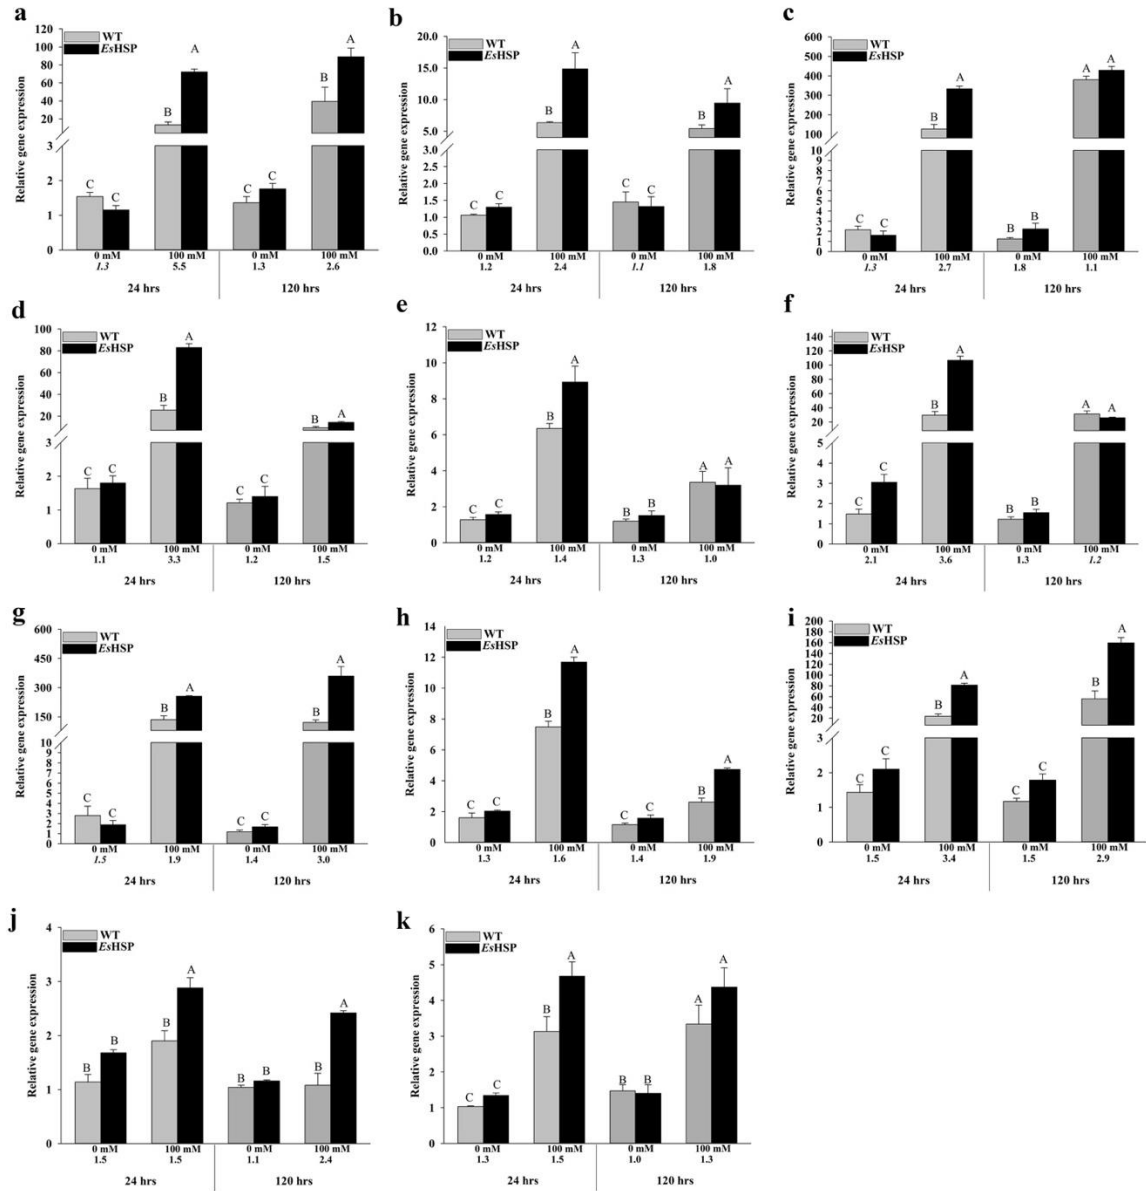 a
WT
EsHSP
Relative gene expression
120
100
80
60
40
20
3
2
1
0
C C B A C C B A
0 mM 100 mM 0 mM 100 mM
1.3 5.5 1.3 2.6
24 hrs 120 hrs
b
WT
EsHSP
Relative gene expression
20.0
15.0
10.0
5.0
3.0
2.5
2.0
1.5
1.0
0.5
0.0
C C B A C C B A
0 mM 100 mM 0 mM 100 mM
1.2 2.4 1.1 1.8
24 hrs 120 hrs
c
WT
EsHSP
Relative gene expression
600
500
400
300
200
100
10
9
8
7
6
5
4
3
2
1
0
C C B A B B A A
0 mM 100 mM 0 mM 100 mM
1.3 2.7 1.8 1.1
24 hrs 120 hrs
d
WT
EsHSP
Relative gene expression
100
80
60
40
20
3
2
1
0
C C B A C C B A
0 mM 100 mM 0 mM 100 mM
1.1 3.3 1.2 1.5
24 hrs 120 hrs
e
WT
EsHSP
Relative gene expression
12
10
8
6
4
2
0
C C B A B B A A
0 mM 100 mM 0 mM 100 mM
1.2 1.4 1.3 1.0
24 hrs 120 hrs
f
WT
EsHSP
Relative gene expression
140
120
100
80
60
40
20
5
4
3
2
1
0
C C B A B B A A
0 mM 100 mM 0 mM 100 mM
2.1 3.6 1.3 1.2
24 hrs 120 hrs
g
WT
EsHSP
Relative gene expression
600
450
300
150
10
9
8
7
6
5
4
3
2
1
0
C C B A C C B A
0 mM 100 mM 0 mM 100 mM
1.5 1.9 1.4 3.0
24 hrs 120 hrs
h
WT
EsHSP
Relative gene expression
14
12
10
8
6
4
2
0
C C B A C C B A
0 mM 100 mM 0 mM 100 mM
1.3 1.6 1.4 1.9
24 hrs 120 hrs
i
WT
EsHSP
Relative gene expression
200
180
160
140
120
100
80
60
40
20
3
2
1
0
C C B A C C B A
0 mM 100 mM 0 mM 100 mM
1.5 3.4 1.5 2.9
24 hrs 120 hrs
j
WT
EsHSP
Relative gene expression
4
3
2
1
0
B B B A B B B A
0 mM 100 mM 0 mM 100 mM
1.5 1.5 1.1 2.4
24 hrs 120 hrs
k
WT
EsHSP
Relative gene expression
6
5
4
3
2
1
0
C C B A B B A A
0 mM 100 mM 0 mM 100 mM
1.3 1.5 1.0 1.3
24 hrs 120 hrs